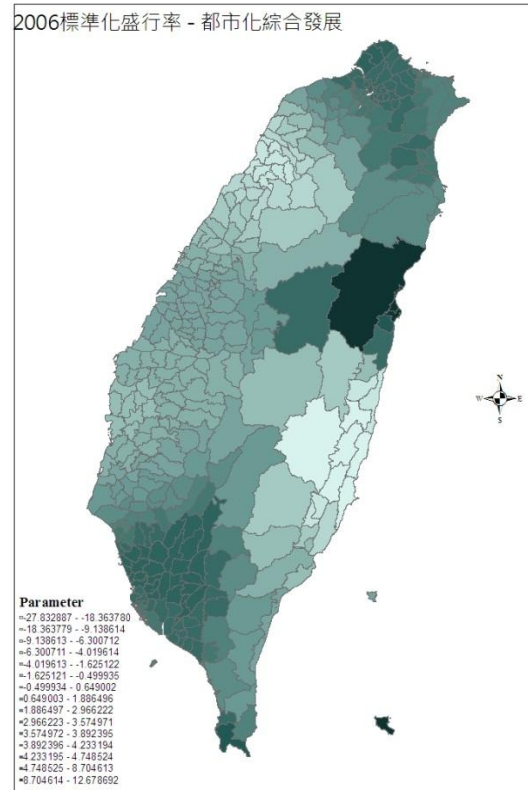 2006標準化盛行率 - 都市化綜合發展
N
W E
S
Parameter
-27.832887 - -18.363780
-18.363779 - -9.138614
-9.138613 - -6.300712
-6.300711 - -4.019614
-4.019613 - -1.625122
-1.625121 - -0.499935
-0.499934 - 0.649002
0.649003 - 1.886496
1.886497 - 2.966222
2.966223 - 3.574971
3.574972 - 3.892395
3.892396 - 4.233194
4.233195 - 4.748524
4.748525 - 8.704613
8.704614 - 12.678692